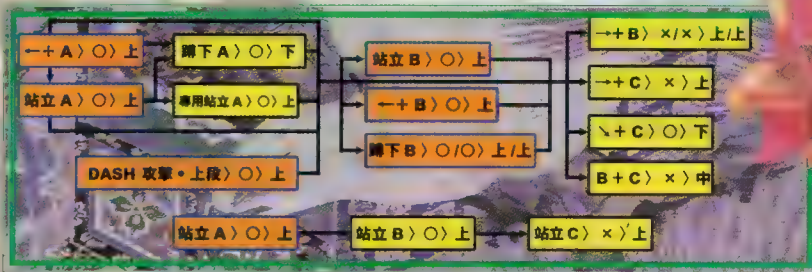 ←+A〉○〉上
蹲下A〉○〉下
站立A〉○〉上
專用站立A〉○〉上
DASH 攻擊•上段〉○〉上
站立B〉○〉上
←+B〉○〉上
蹲下B〉○/○〉上/上
→+B〉×/×〉上/上
→+C〉×〉上
↘+C〉○〉下
B+C〉×〉中
站立A〉○〉上
站立B〉○〉上
站立C〉×〉上